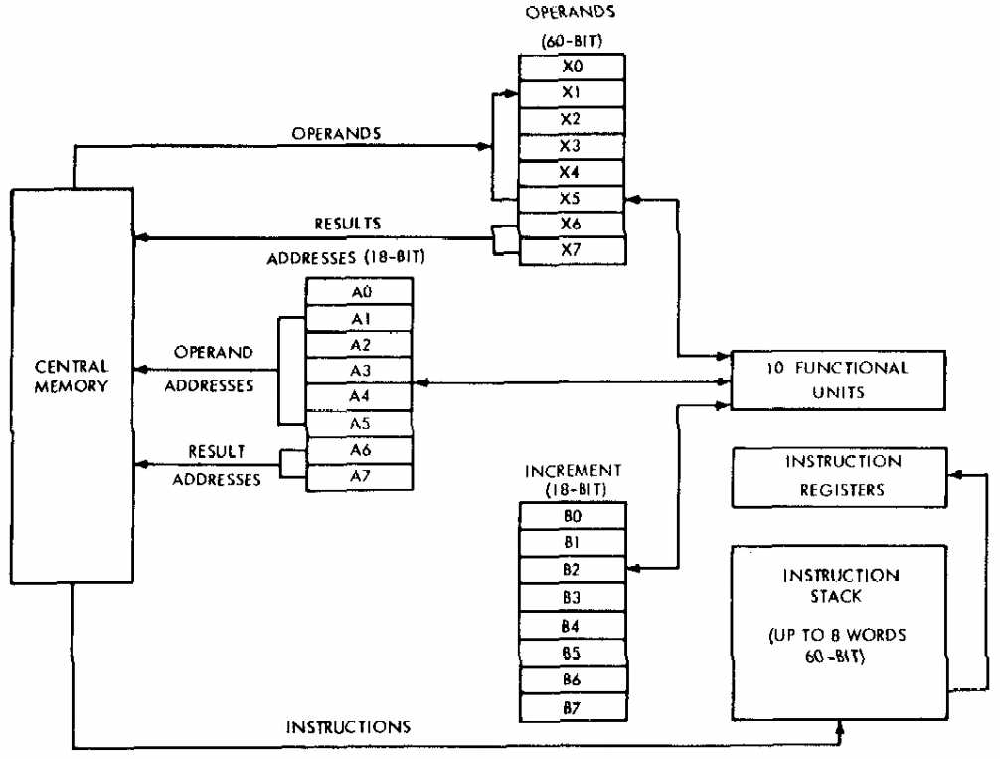 OPERANDS
(60-BIT)
X0
X1
X2
X3
X4
X5
X6
X7
OPERANDS
RESULTS
ADDRESSES (18-BIT)
A0
A1
A2
A3
A4
A5
A6
A7
CENTRAL
MEMORY
OPERAND
ADDRESSES
RESULT
ADDRESSES
10 FUNCTIONAL
UNITS
INCREMENT
(18-BIT)
B0
B1
B2
B3
B4
B5
B6
B7
INSTRUCTION
REGISTERS
INSTRUCTION
STACK
(UP TO 8 WORDS
60-BIT)
INSTRUCTIONS